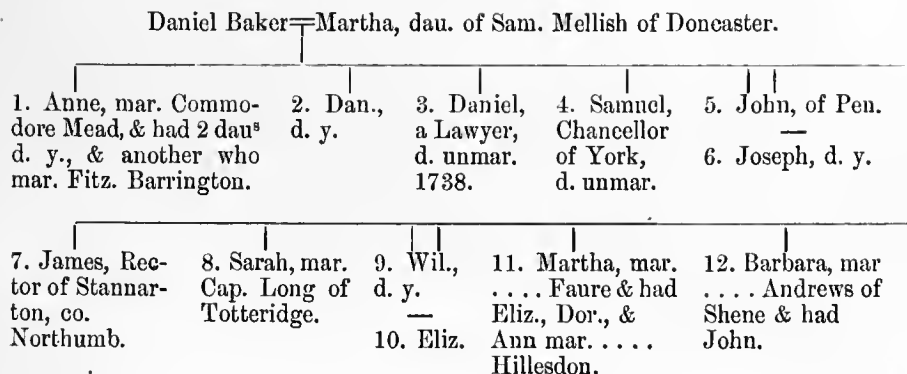 Daniel Baker=Martha, dau. of Sam. Mellish of Doncaster.
1. Anne, mar. Commo-
dore Mead, & had 2 dauˢ
d. y., & another who
mar. Fitz. Barrington.
2. Dan.,
d. y.
3. Daniel,
a Lawyer,
d. unmar.
1738.
4. Samuel,
Chancellor
of York,
d. unmar.
5. John, of Pen.
—
6. Joseph, d. y.
7. James, Rec-
tor of Stannar-
ton, co.
Northumb.
8. Sarah, mar.
Cap. Long of
Totteridge.
9. Wil.,
d. y.
—
10. Eliz.
11. Martha, mar.
. . . . Faure & had
Eliz., Dor., &
Ann mar. . . . .
Hillesdon.
12. Barbara, mar
. . . . Andrews of
Shene & had
John.